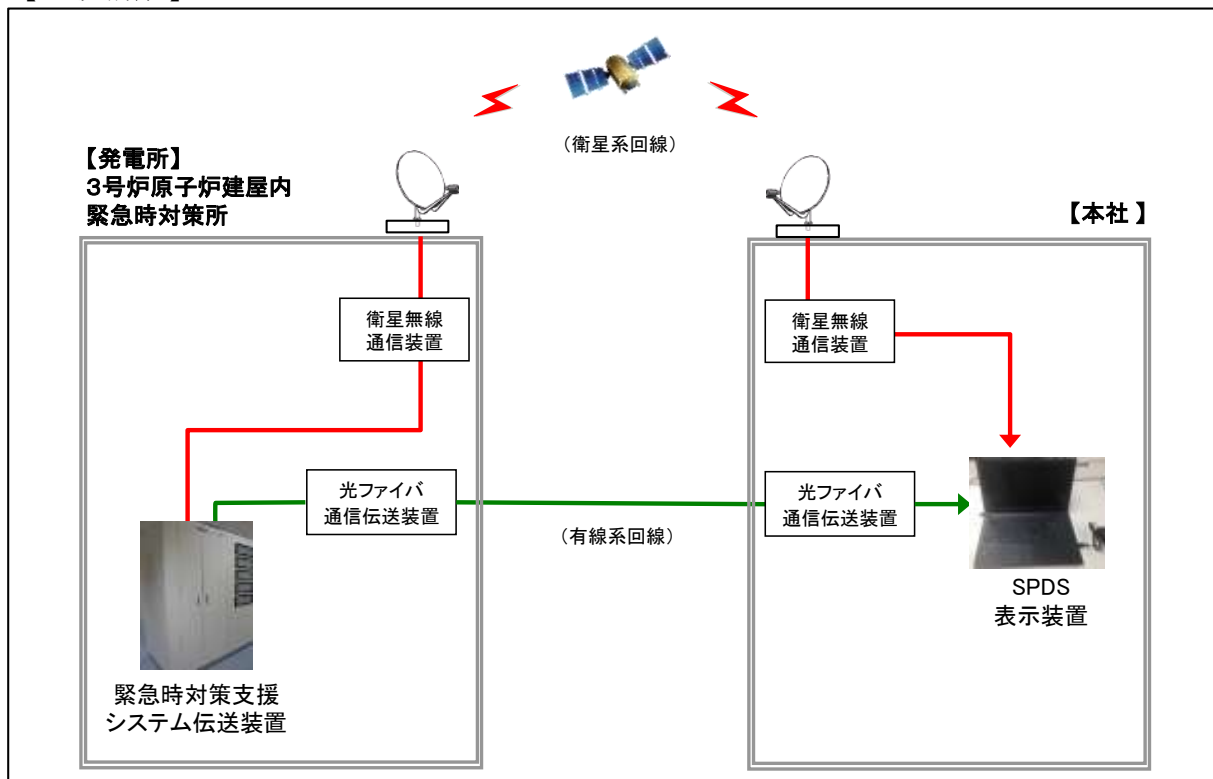 （衛星系回線）
【発電所】
３号炉原子炉建屋内
緊急時対策所
【本社 】
衛星無線
通信装置
衛星無線
通信装置
光ファイバ
通信伝送装置
光ファイバ
通信伝送装置
（有線系回線）
SPDS
表示装置
緊急時対策支援
システム伝送装置